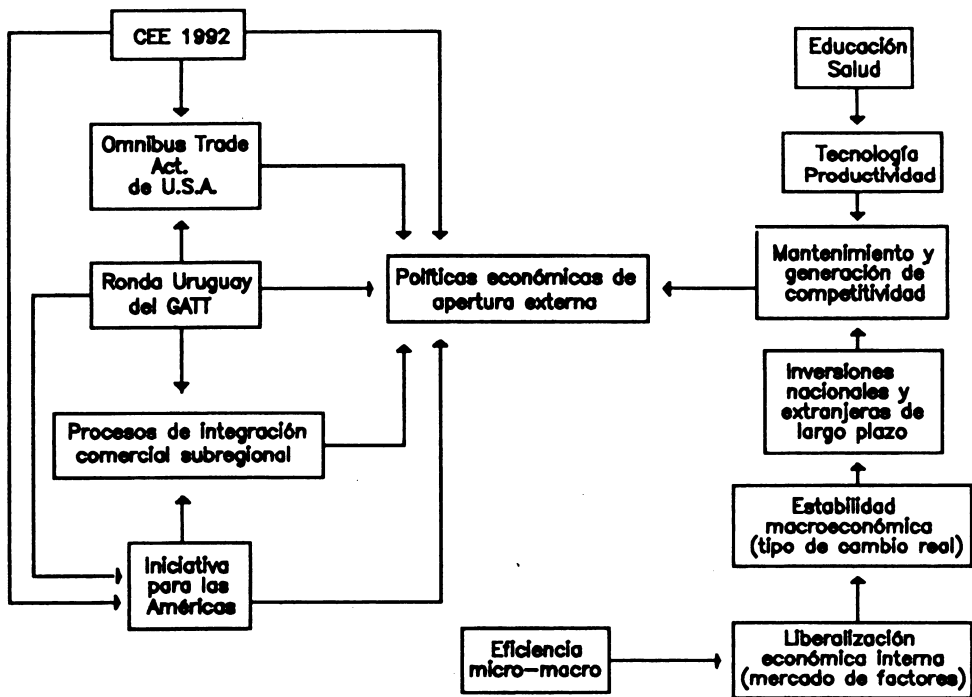 CEE 1992
Omnibus Trade
Act.
de U.S.A.
Ronda Uruguay
del GATT
Procesos de integración
comercial subregional
Iniciativa
para las
Américas
Políticas económicas de
apertura externa
Educación
Salud
Tecnología
Productividad
Mantenimiento y
generación de
competitividad
Inversiones
nacionales y
extranjeras de
largo plazo
Estabilidad
macroeconómica
(tipo de cambio real)
Eficiencia
micro-macro
Liberalización
económica interna
(mercado de factores)